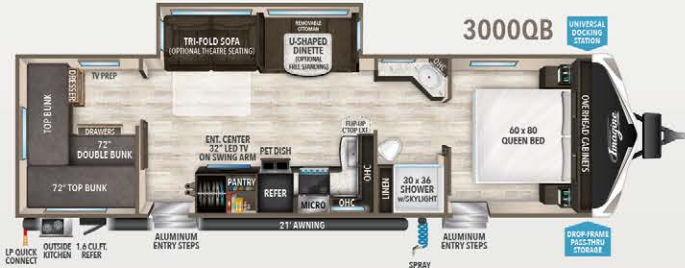 3000QB
UNIVERSAL
DOCKING
STATION
TRI-FOLD SOFA
(OPTIONAL THEATRE SEATING)
REMOVABLE
OTTOMAN
U-SHAPED
DINETTE
(OPTIONAL
FREE STANDING)
OHC
TV PREP
DRESSER
TOP BUNK
DRAWERS
72"
DOUBLE BUNK
72" TOP BUNK
ENT. CENTER
32" LED TV
ON SWING ARM
PET DISH
FLIP-UP
C'TOP EXT.
PANTRY
REFER
MICRO
OHC
OHC
LINEN
30 x 36
SHOWER
w/SKYLIGHT
60 x 80
QUEEN BED
OVERHEAD CABINETS
Imagine
21' AWNING
LP QUICK
CONNECT
OUTSIDE
KITCHEN
1.6 CU.FT.
REFER
ALUMINUM
ENTRY STEPS
SPRAY
ALUMINUM
ENTRY STEPS
DROP-FRAME
PASS-THRU
STORAGE